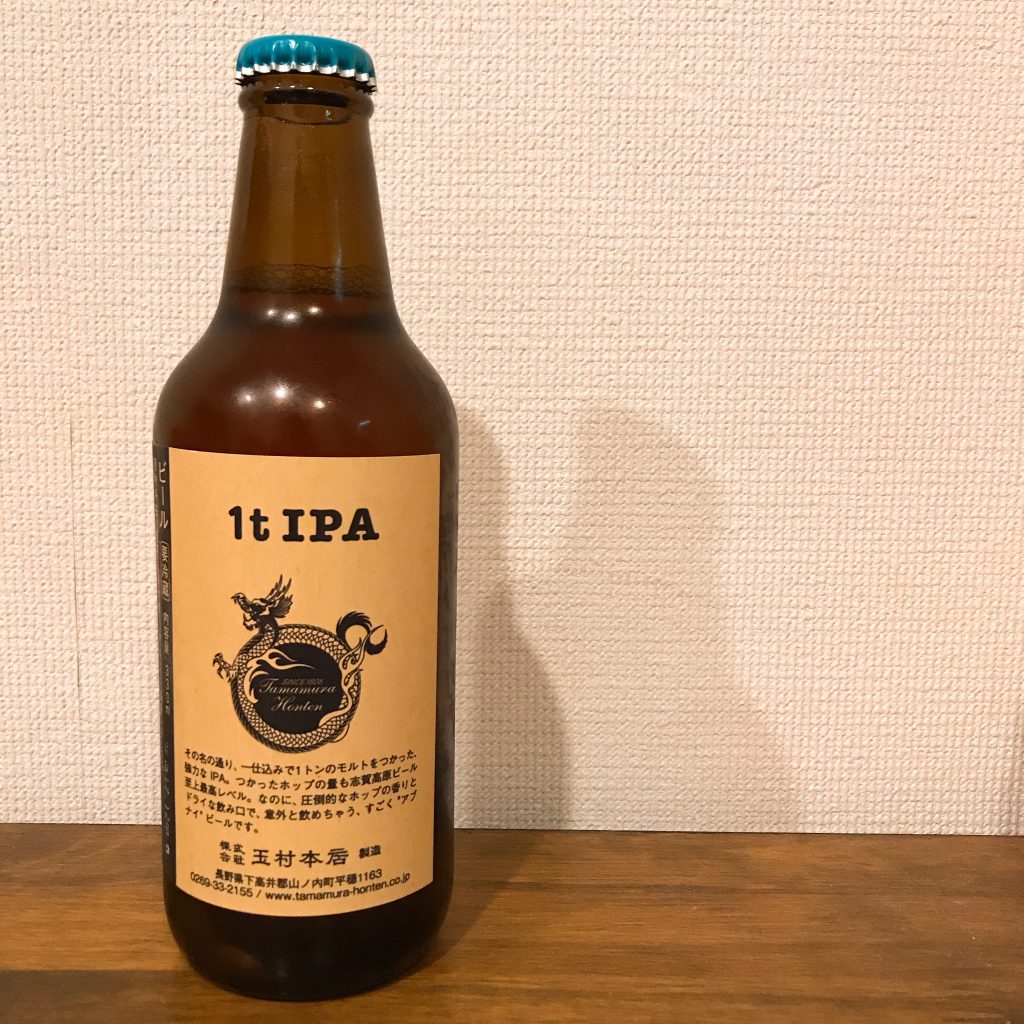 1t IPA
SINCE 1805
Tamamura
Honten
その名の通り、一仕込みで1トンのモルトをつかった、
強力な IPA。つかったホップの量も志賀高原ビール
至上最高レベル。なのに、圧倒的なホップの香りと
ドライな飲み口で、意外と飲めちゃう、すごく"アブ
ナイ"ビールです。
株式会社 玉村本店 製造
長野県下高井郡山ノ内町平穏1163
0269-33-2155 / www.tamamura-honten.co.jp
ビール